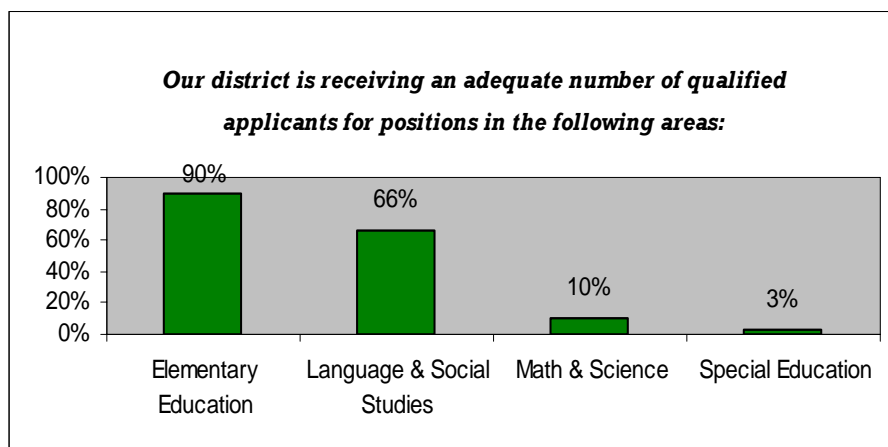 Our district is receiving an adequate number of qualified
applicants for positions in the following areas:
100%
80%
60%
40%
20%
0%
90%
66%
10%
3%
Elementary
Education
Language & Social
Studies
Math & Science
Special Education